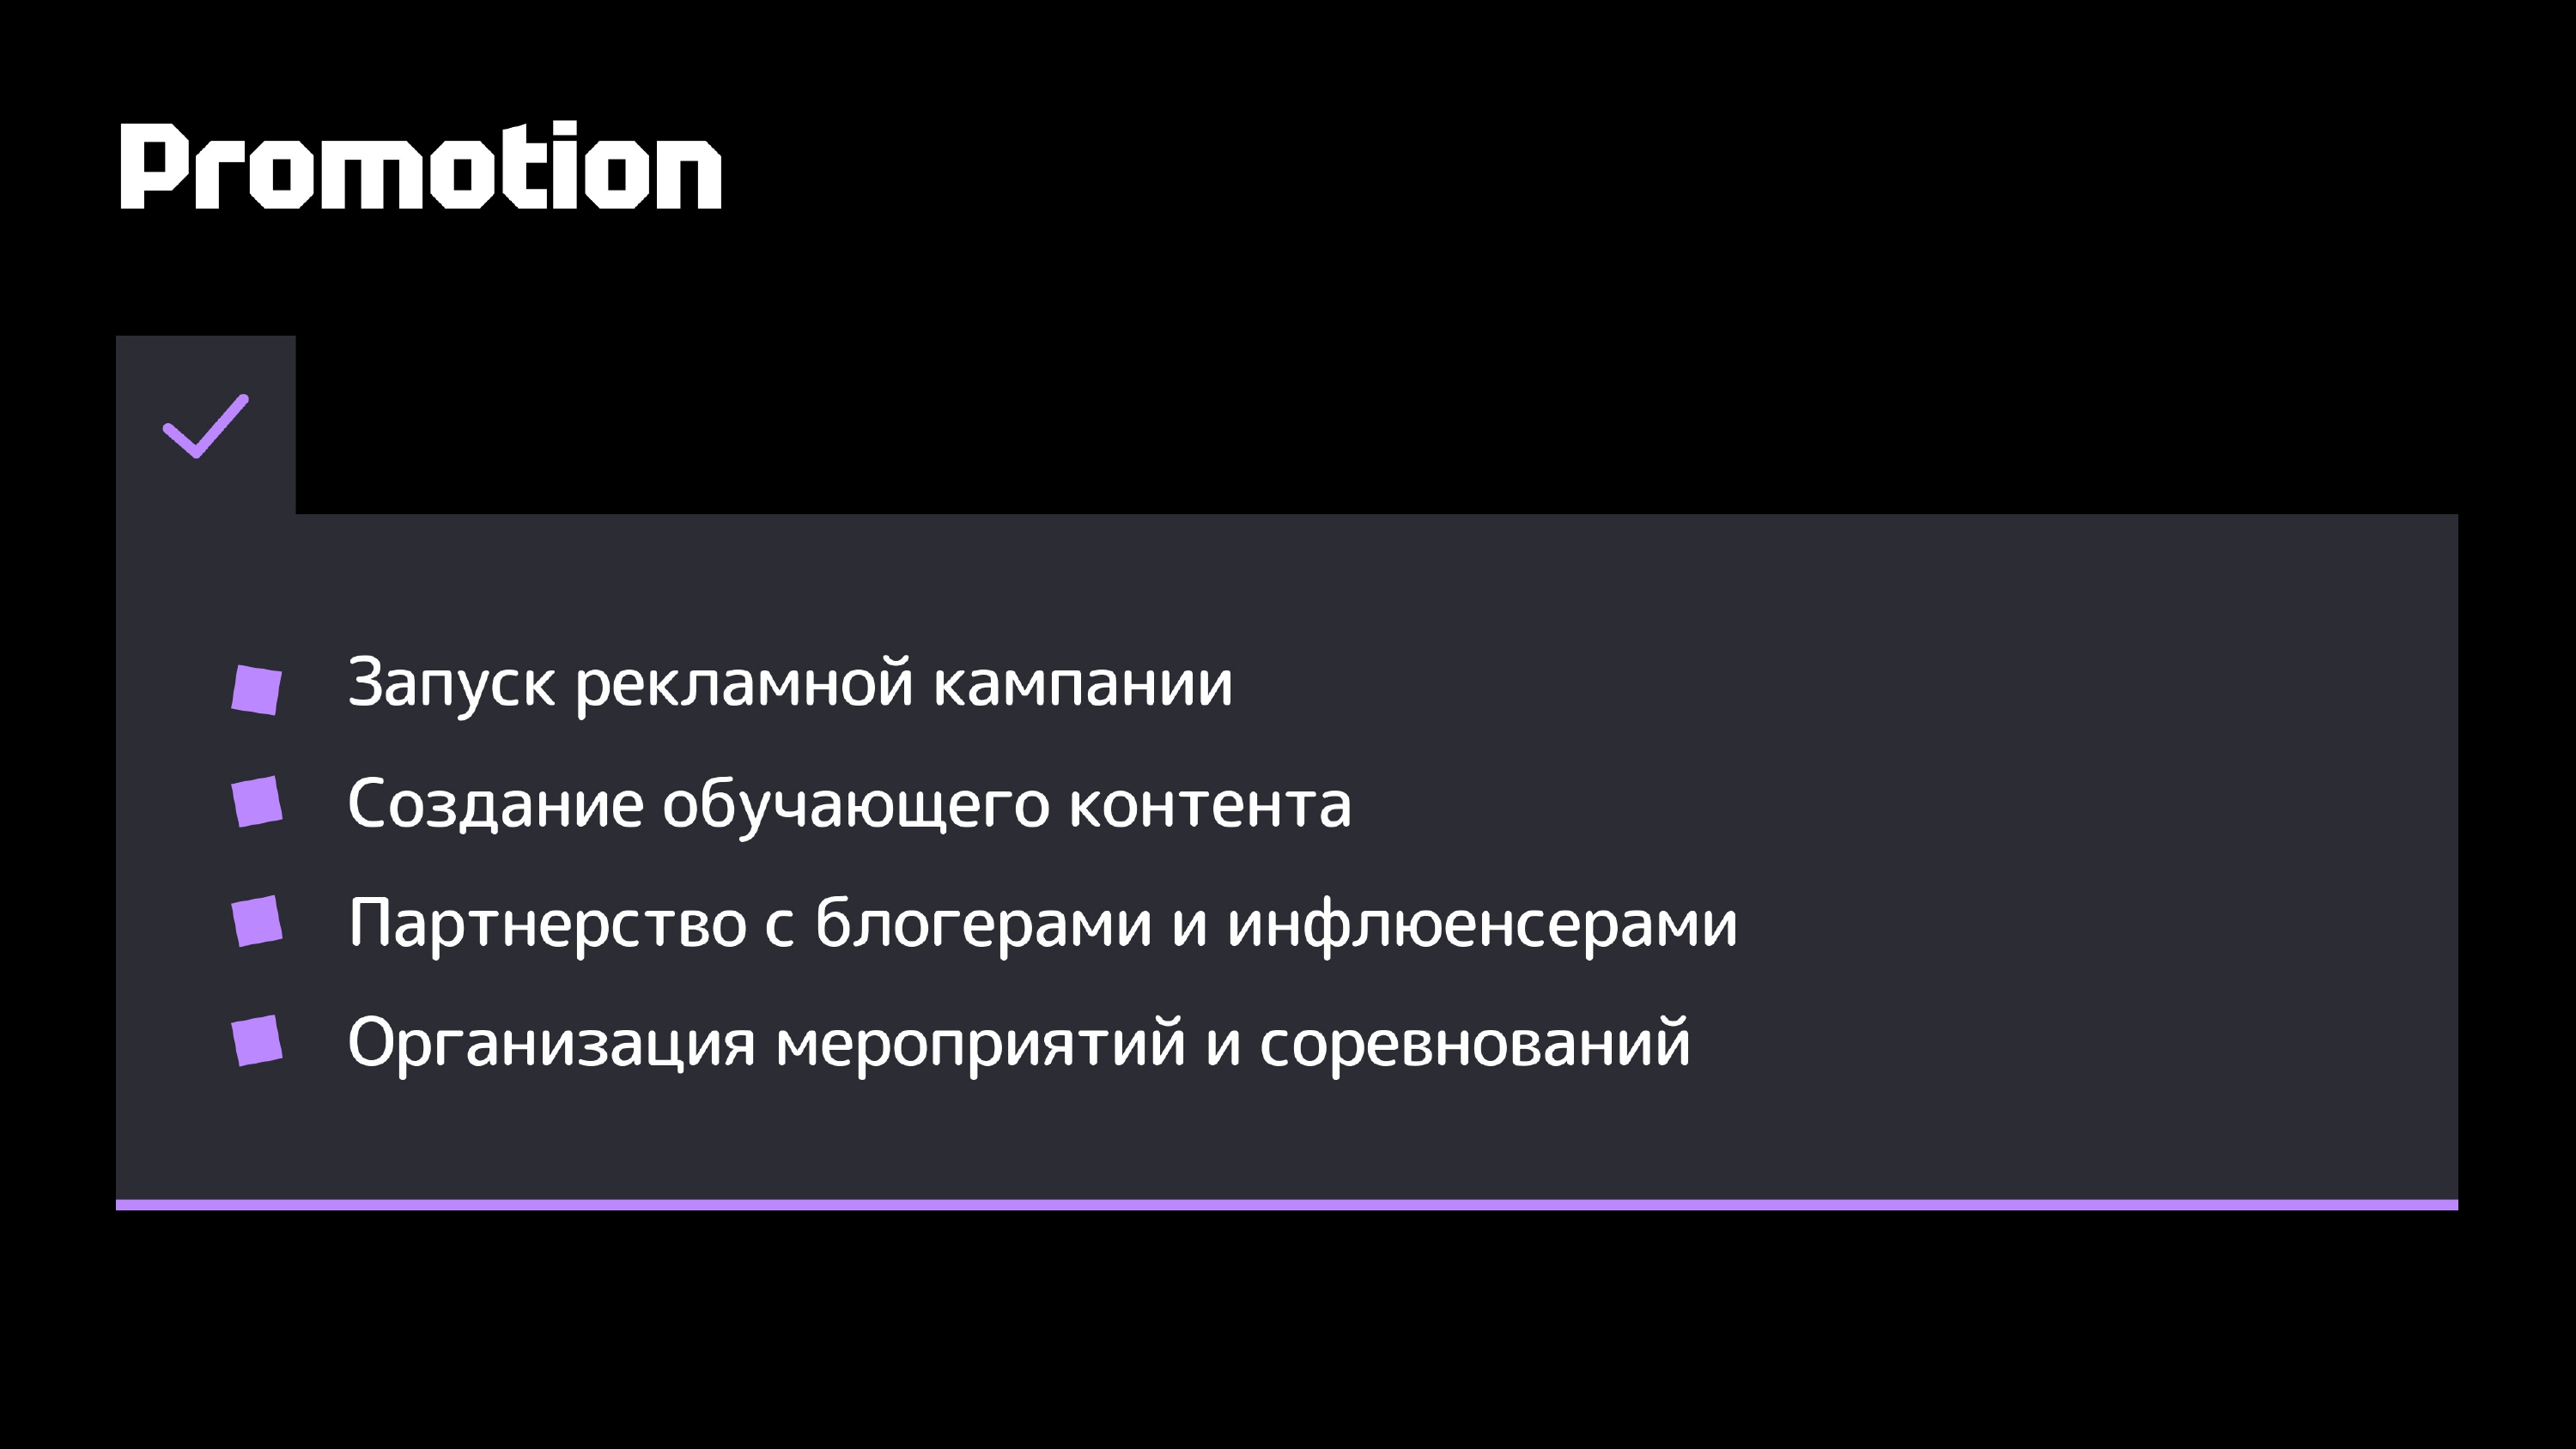 Promotion
Запуск рекламной кампании
Создание обучающего контента
Партнерство с блогерами и инфлюенсерами
Организация мероприятий и соревнований